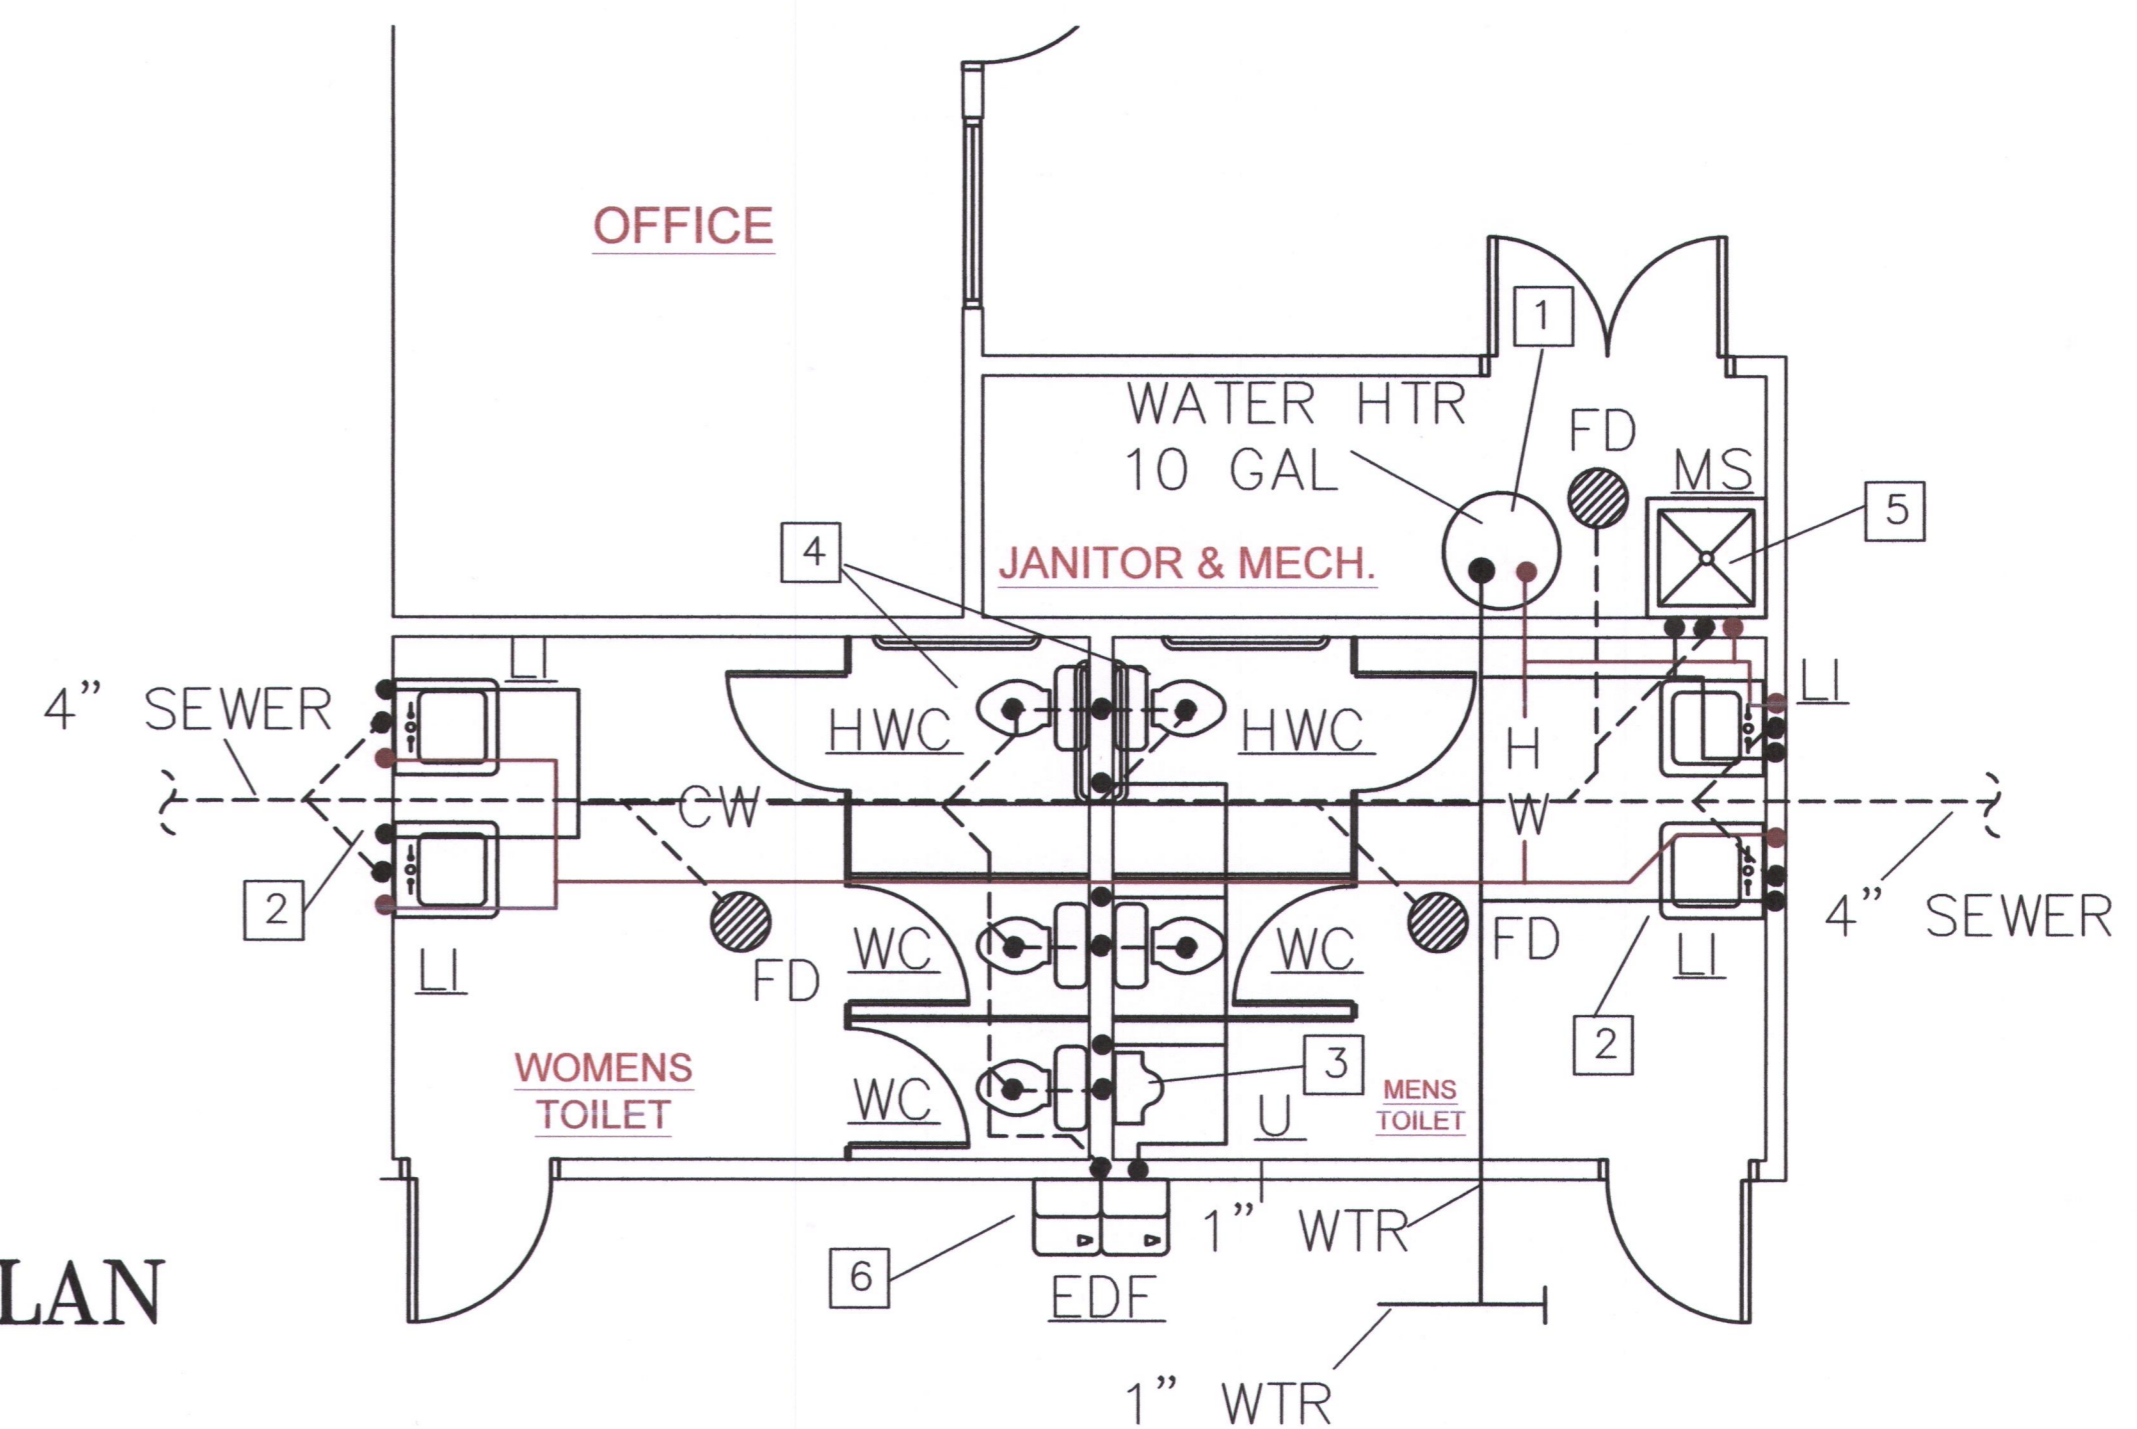 OFFICE
1
WATER HTR
10 GAL
FD
MS
5
4
JANITOR & MECH.
LI
LI
4” SEWER
HWC
HWC
H
CW
W
2
4” SEWER
WC
WC
FD
LI
FD
LI
2
WOMENS
TOILET
WC
3
U
MENS
TOILET
1” WTR
6
EDF
LAN
1” WTR